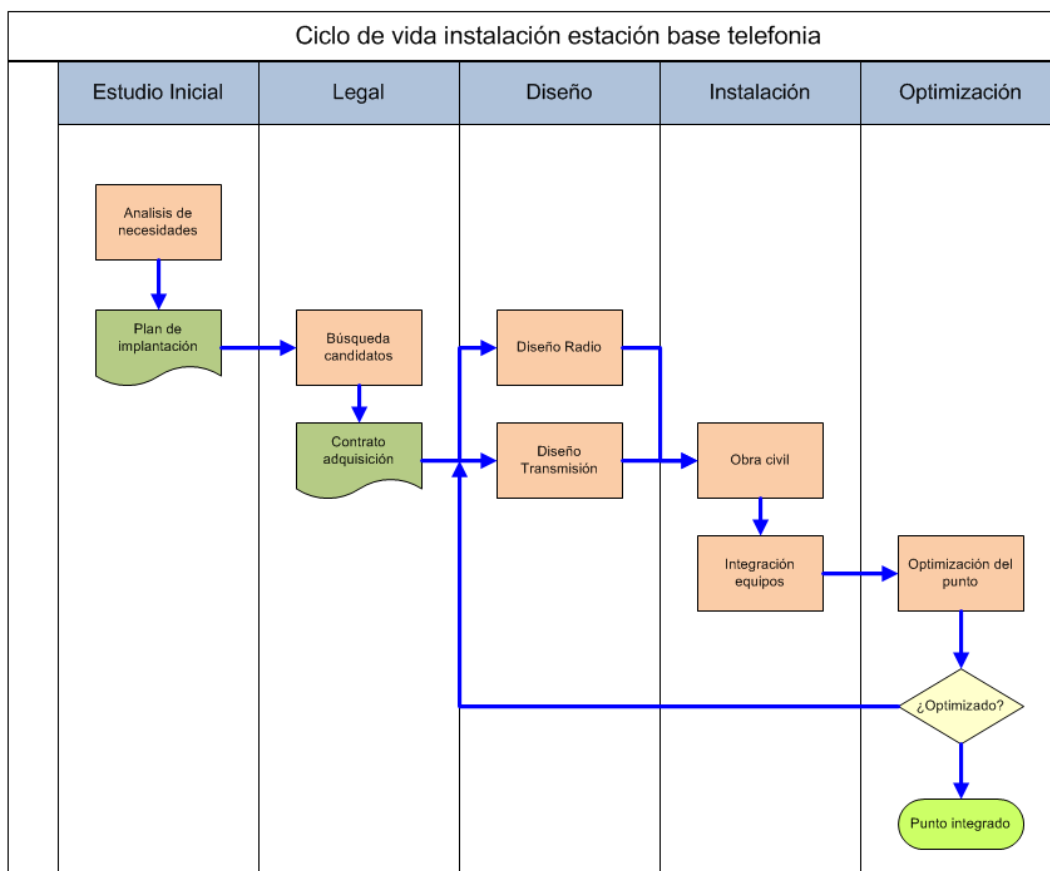 Ciclo de vida instalación estación base telefonia
Estudio Inicial
Legal
Diseño
Instalación
Optimización
Analisis de
necesidades
Plan de
implantación
Búsqueda
candidatos
Contrato
adquisición
Diseño Radio
Diseño
Transmisión
Obra civil
Integración
equipos
Optimización del
punto
¿Optimizado?
Punto integrado